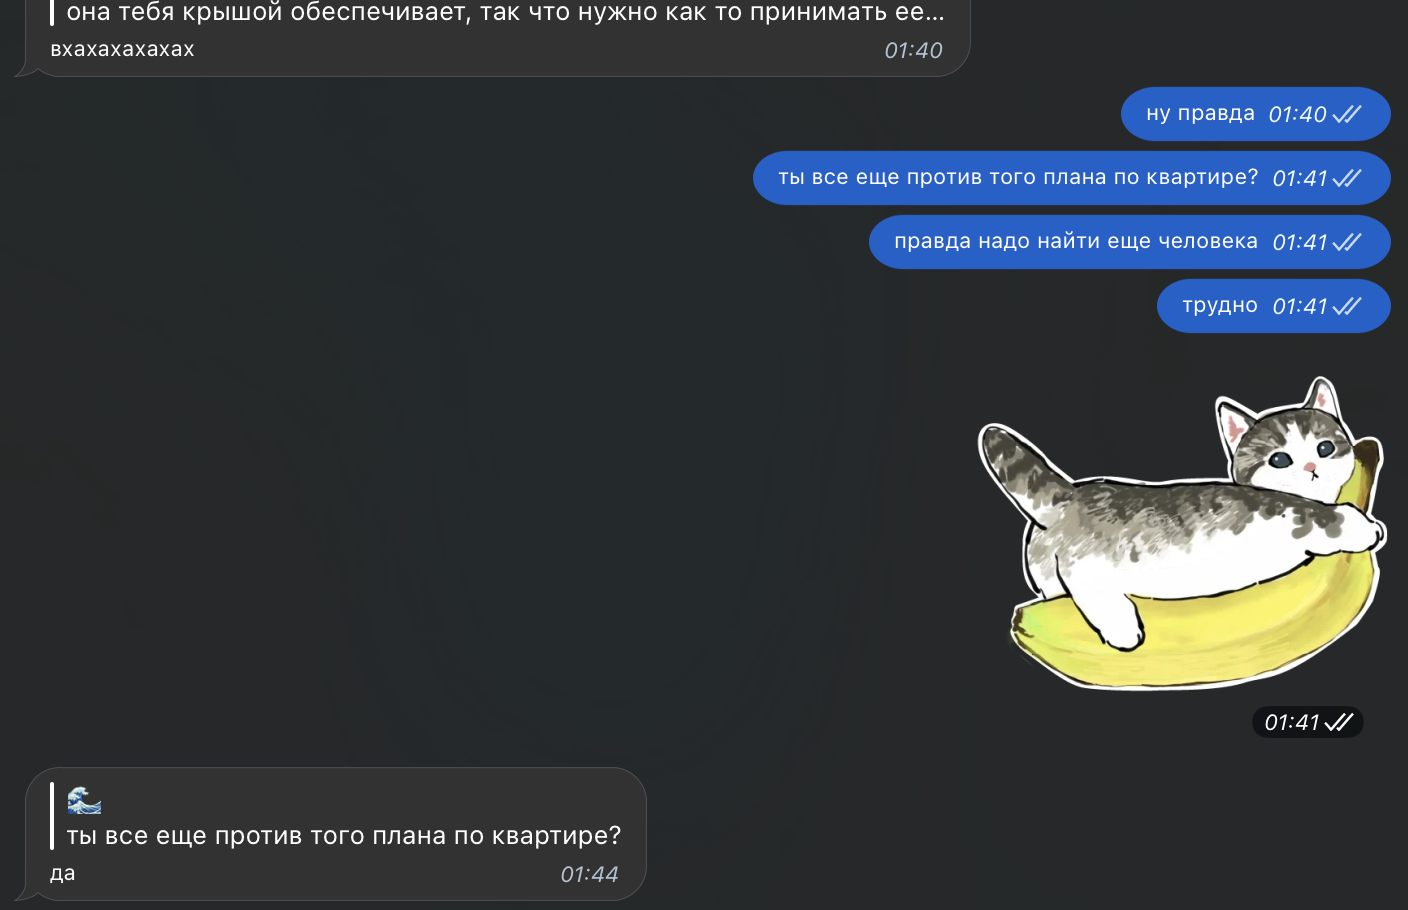 она тебя крышой обеспечивает, так что нужно как то принимать ее...
вхахахахахах 01:40
ну правда 01:40
ты все еще против того плана по квартире? 01:41
правда надо найти еще человека 01:41
трудно 01:41
01:41
🌊
ты все еще против того плана по квартире?
да 01:44